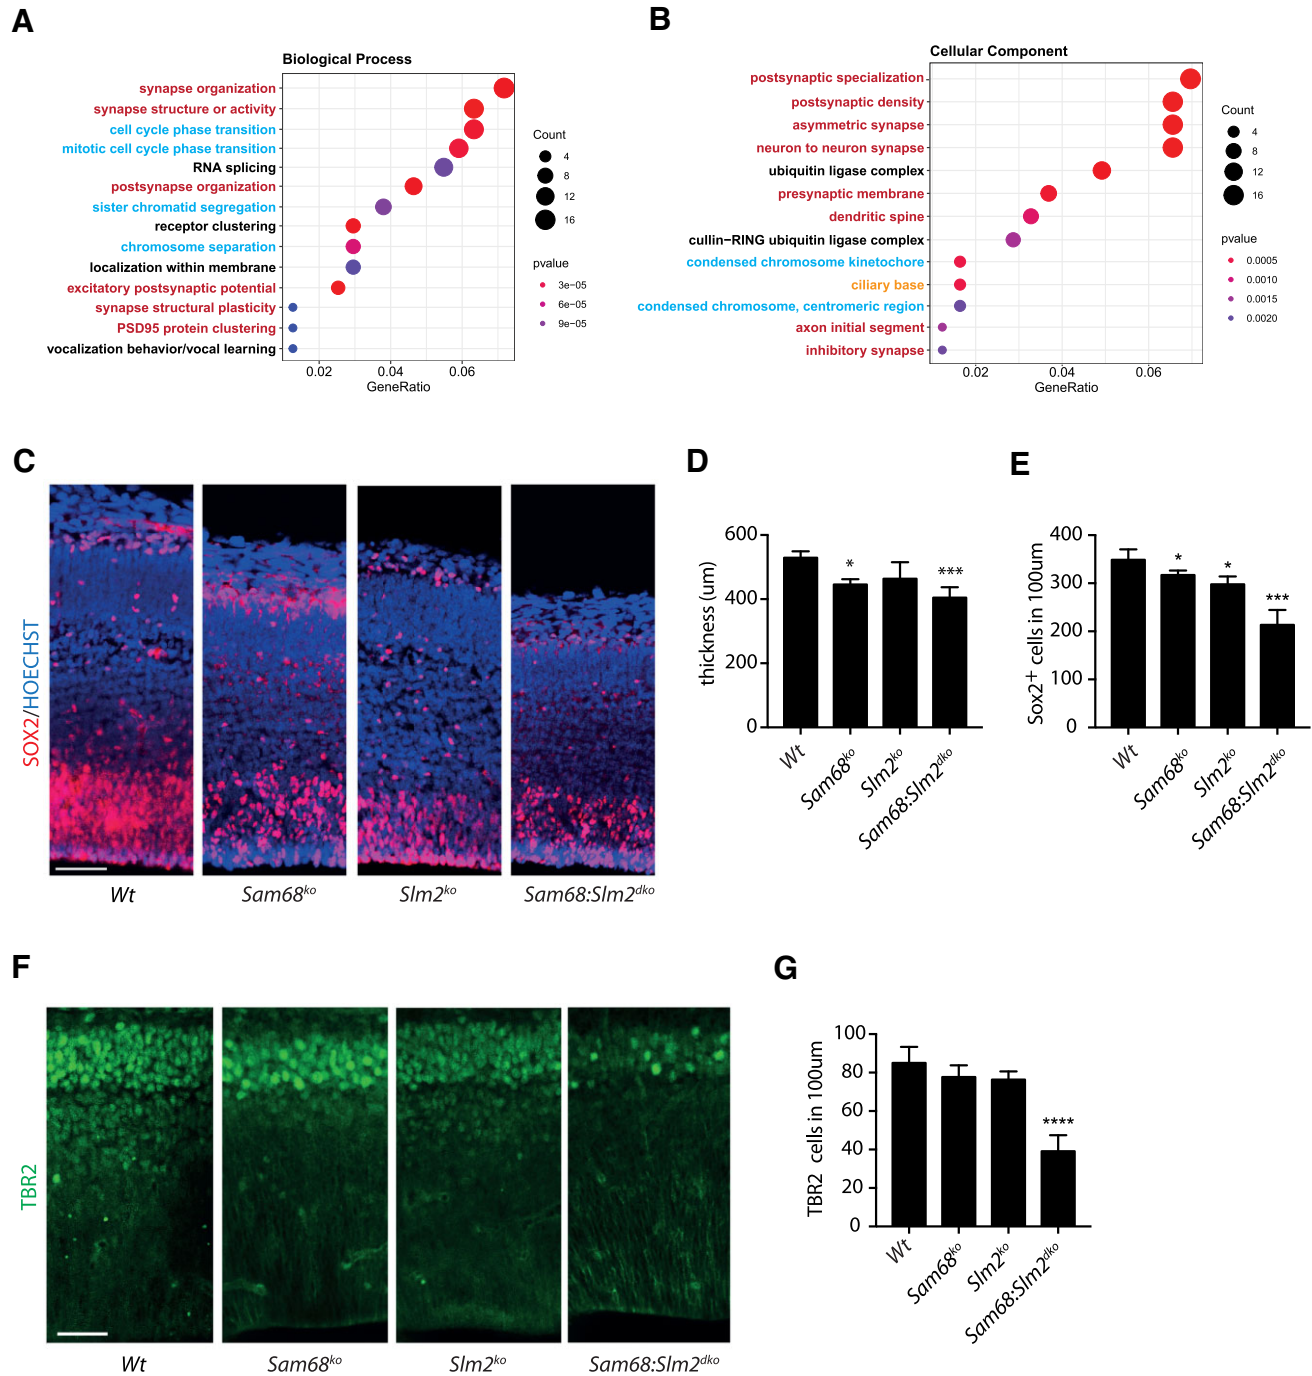 A
Biological Process
synapse organization
synapse structure or activity
cell cycle phase transition
mitotic cell cycle phase transition
RNA splicing
postsynapse organization
sister chromatid segregation
receptor clustering
chromosome separation
localization within membrane
excitatory postsynaptic potential
synapse structural plasticity
PSD95 protein clustering
vocalization behavior/vocal learning
0.02 0.04 0.06
GeneRatio
Count
4
8
12
16
pvalue
3e−05
6e−05
9e−05
B
Cellular Component
postsynaptic specialization
postsynaptic density
asymmetric synapse
neuron to neuron synapse
ubiquitin ligase complex
presynaptic membrane
dendritic spine
cullin−RING ubiquitin ligase complex
condensed chromosome kinetochore
ciliary base
condensed chromosome, centromeric region
axon initial segment
inhibitory synapse
0.02 0.04 0.06
GeneRatio
Count
4
8
12
16
pvalue
0.0005
0.0010
0.0015
0.0020
C
SOX2/HOECHST
Wt Sam68ko Slm2ko Sam68:Slm2dko
D
thickness (um)
600
400
200
0
* ***
Wt Sam68ko Slm2ko Sam68:Slm2dko
E
Sox2+ cells in 100um
400
300
200
100
0
* * ***
Wt Sam68ko Slm2ko Sam68:Slm2dko
F
TBR2
Wt Sam68ko Slm2ko Sam68:Slm2dko
G
TBR2 cells in 100um
100
80
60
40
20
0
****
Wt Sam68ko Slm2ko Sam68:Slm2dko